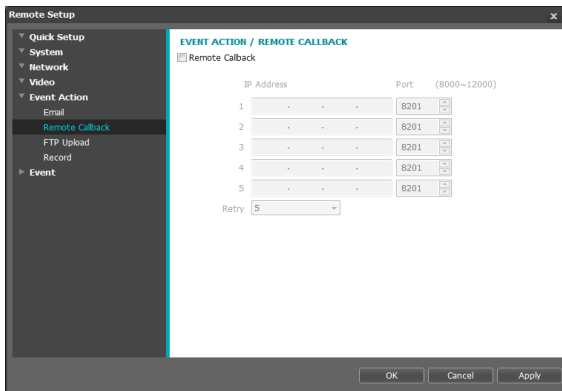 Remote Setup x
Quick Setup
System
Network
Video
Event Action
Email
Remote Callback
FTP Upload
Record
Event
EVENT ACTION / REMOTE CALLBACK
Remote Callback
IP Address Port (8000~12000)
1 . . . 8201
2 . . . 8201
3 . . . 8201
4 . . . 8201
5 . . . 8201
Retry 5
OK Cancel Apply